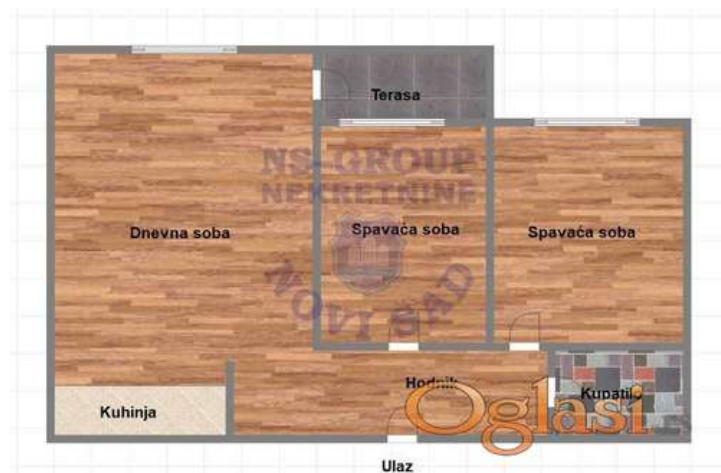 Terasa
NS-GROUP
NEKRETNINE
Dnevna soba
Spavaća soba
Spavaća soba
NOVI SAD
Hodnik
Kupatilo
Kuhinja
Oglasi
Ulaz